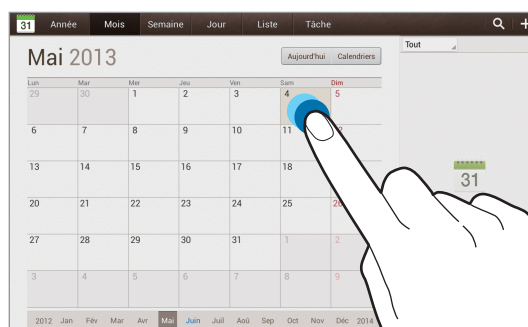 31 Année Mois Semaine Jour Liste Tâche
Tout
Mai 2013
Aujourd'hui Calendriers
Lun Mar Mer Jeu Ven Sam Dim
29 30 1 2 3 4 5
6 7 8 9 10 11
13 14 15 16 17 18
31
20 21 22 23 24 25
27 28 29 30 31 1 2
3 4 5 6 7 8 9
2012 Jan Fév Mar Avr Mai Juin Juil Aoû Sep Oct Nov Déc 2014